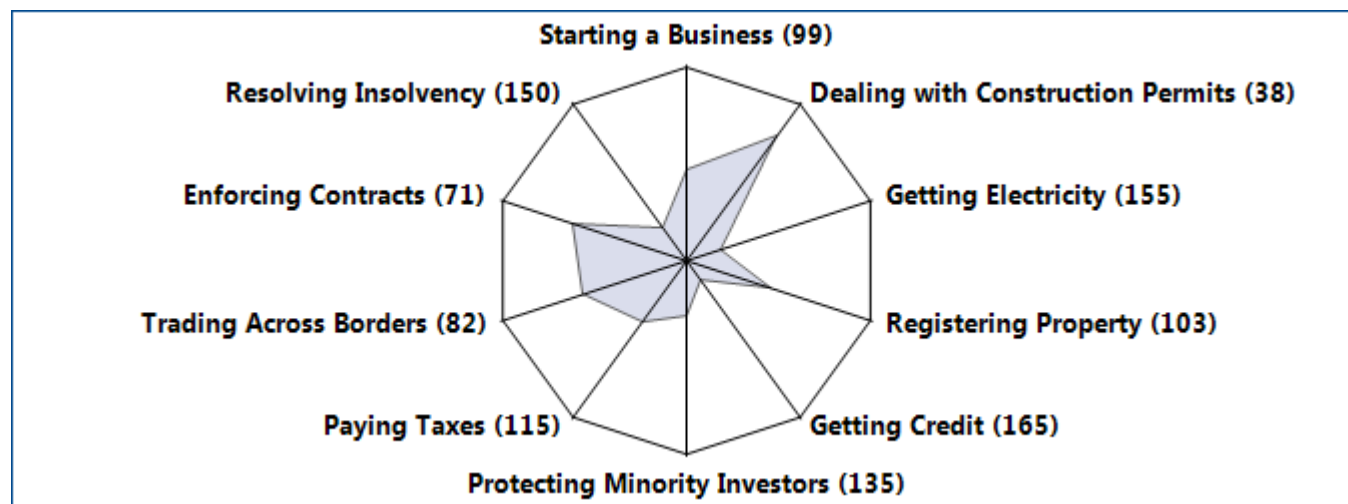 Starting a Business (99)
Resolving Insolvency (150)
Dealing with Construction Permits (38)
Enforcing Contracts (71)
Getting Electricity (155)
Trading Across Borders (82)
Registering Property (103)
Paying Taxes (115)
Getting Credit (165)
Protecting Minority Investors (135)